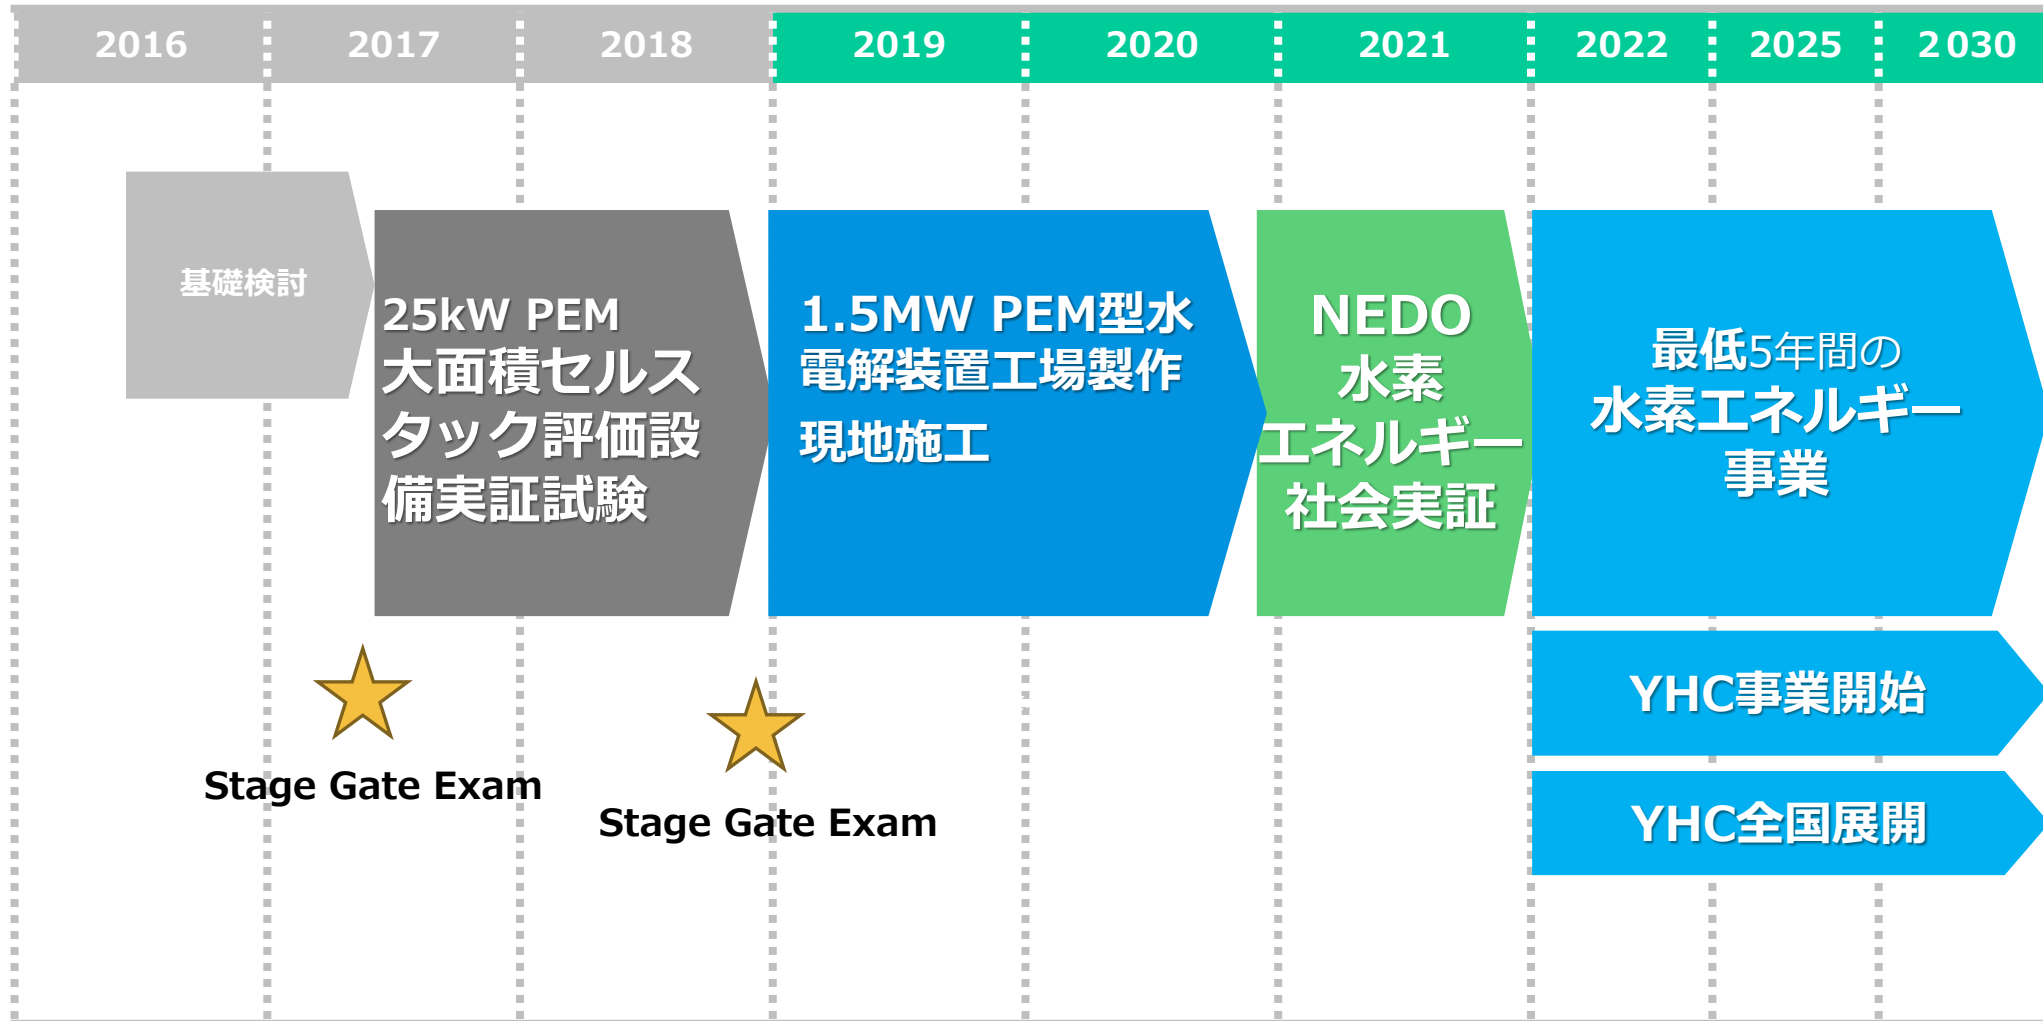 2016 2017 2018 2019 2020 2021 2022 2025 2030
基礎検討
25kW PEM
大面積セルス
タック評価設
備実証試験
1.5MW PEM型水
電解装置工場製作
現地施工
NEDO
水素
エネルギー
社会実証
最低5年間の
水素エネルギー
事業
YHC事業開始
YHC全国展開
Stage Gate Exam
Stage Gate Exam